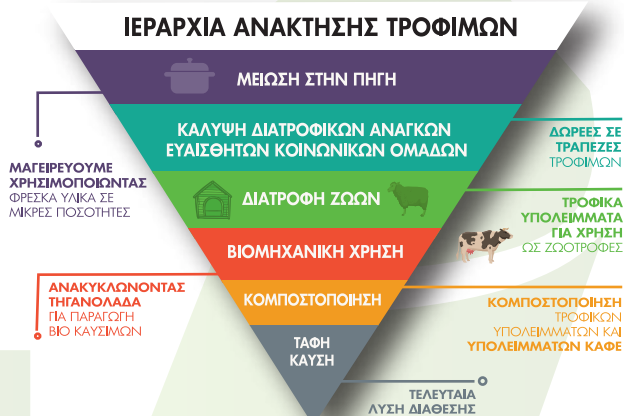 ΙΕΡΑΡΧΙΑ ΑΝΑΚΤΗΣΗΣ ΤΡΟΦΙΜΩΝ
ΜΕΙΩΣΗ ΣΤΗΝ ΠΗΓΗ
ΚΑΛΥΨΗ ΔΙΑΤΡΟΦΙΚΩΝ ΑΝΑΓΚΩΝ
ΕΥΑΙΣΘΗΤΩΝ ΚΟΙΝΩΝΙΚΩΝ ΟΜΑΔΩΝ
ΔΩΡΕΕΣ ΣΕ
ΤΡΑΠΕΖΕΣ
ΤΡΟΦΙΜΩΝ
ΜΑΓΕΙΡΕΥΟΥΜΕ
ΧΡΗΣΙΜΟΠΟΙΩΝΤΑΣ
ΦΡΕΣΚΑ ΥΛΙΚΑ ΣΕ
ΜΙΚΡΕΣ ΠΟΣΟΤΗΤΕΣ
ΔΙΑΤΡΟΦΗ ΖΩΩΝ
ΤΡΟΦΙΚΑ
ΥΠΟΛΕΙΜΜΑΤΑ
ΓΙΑ ΧΡΗΣΗ
ΩΣ ΖΩΟΤΡΟΦΕΣ
ΒΙΟΜΗΧΑΝΙΚΗ ΧΡΗΣΗ
ΑΝΑΚΥΚΛΩΝΟΝΤΑΣ
ΤΗΓΑΝΟΛΑΔΑ
ΓΙΑ ΠΑΡΑΓΩΓΗ
ΒΙΟ ΚΑΥΣΙΜΩΝ
ΚΟΜΠΟΣΤΟΠΟΙΗΣΗ
ΚΟΜΠΟΣΤΟΠΟΙΗΣΗ
ΤΡΟΦΙΚΩΝ
ΥΠΟΛΕΙΜΜΑΤΩΝ ΚΑΙ
ΥΠΟΛΕΙΜΜΑΤΩΝ ΚΑΦΕ
ΤΑΦΗ
ΚΑΥΣΗ
ΤΕΛΕΥΤΑΙΑ
ΛΥΣΗ ΔΙΑΘΕΣΗΣ